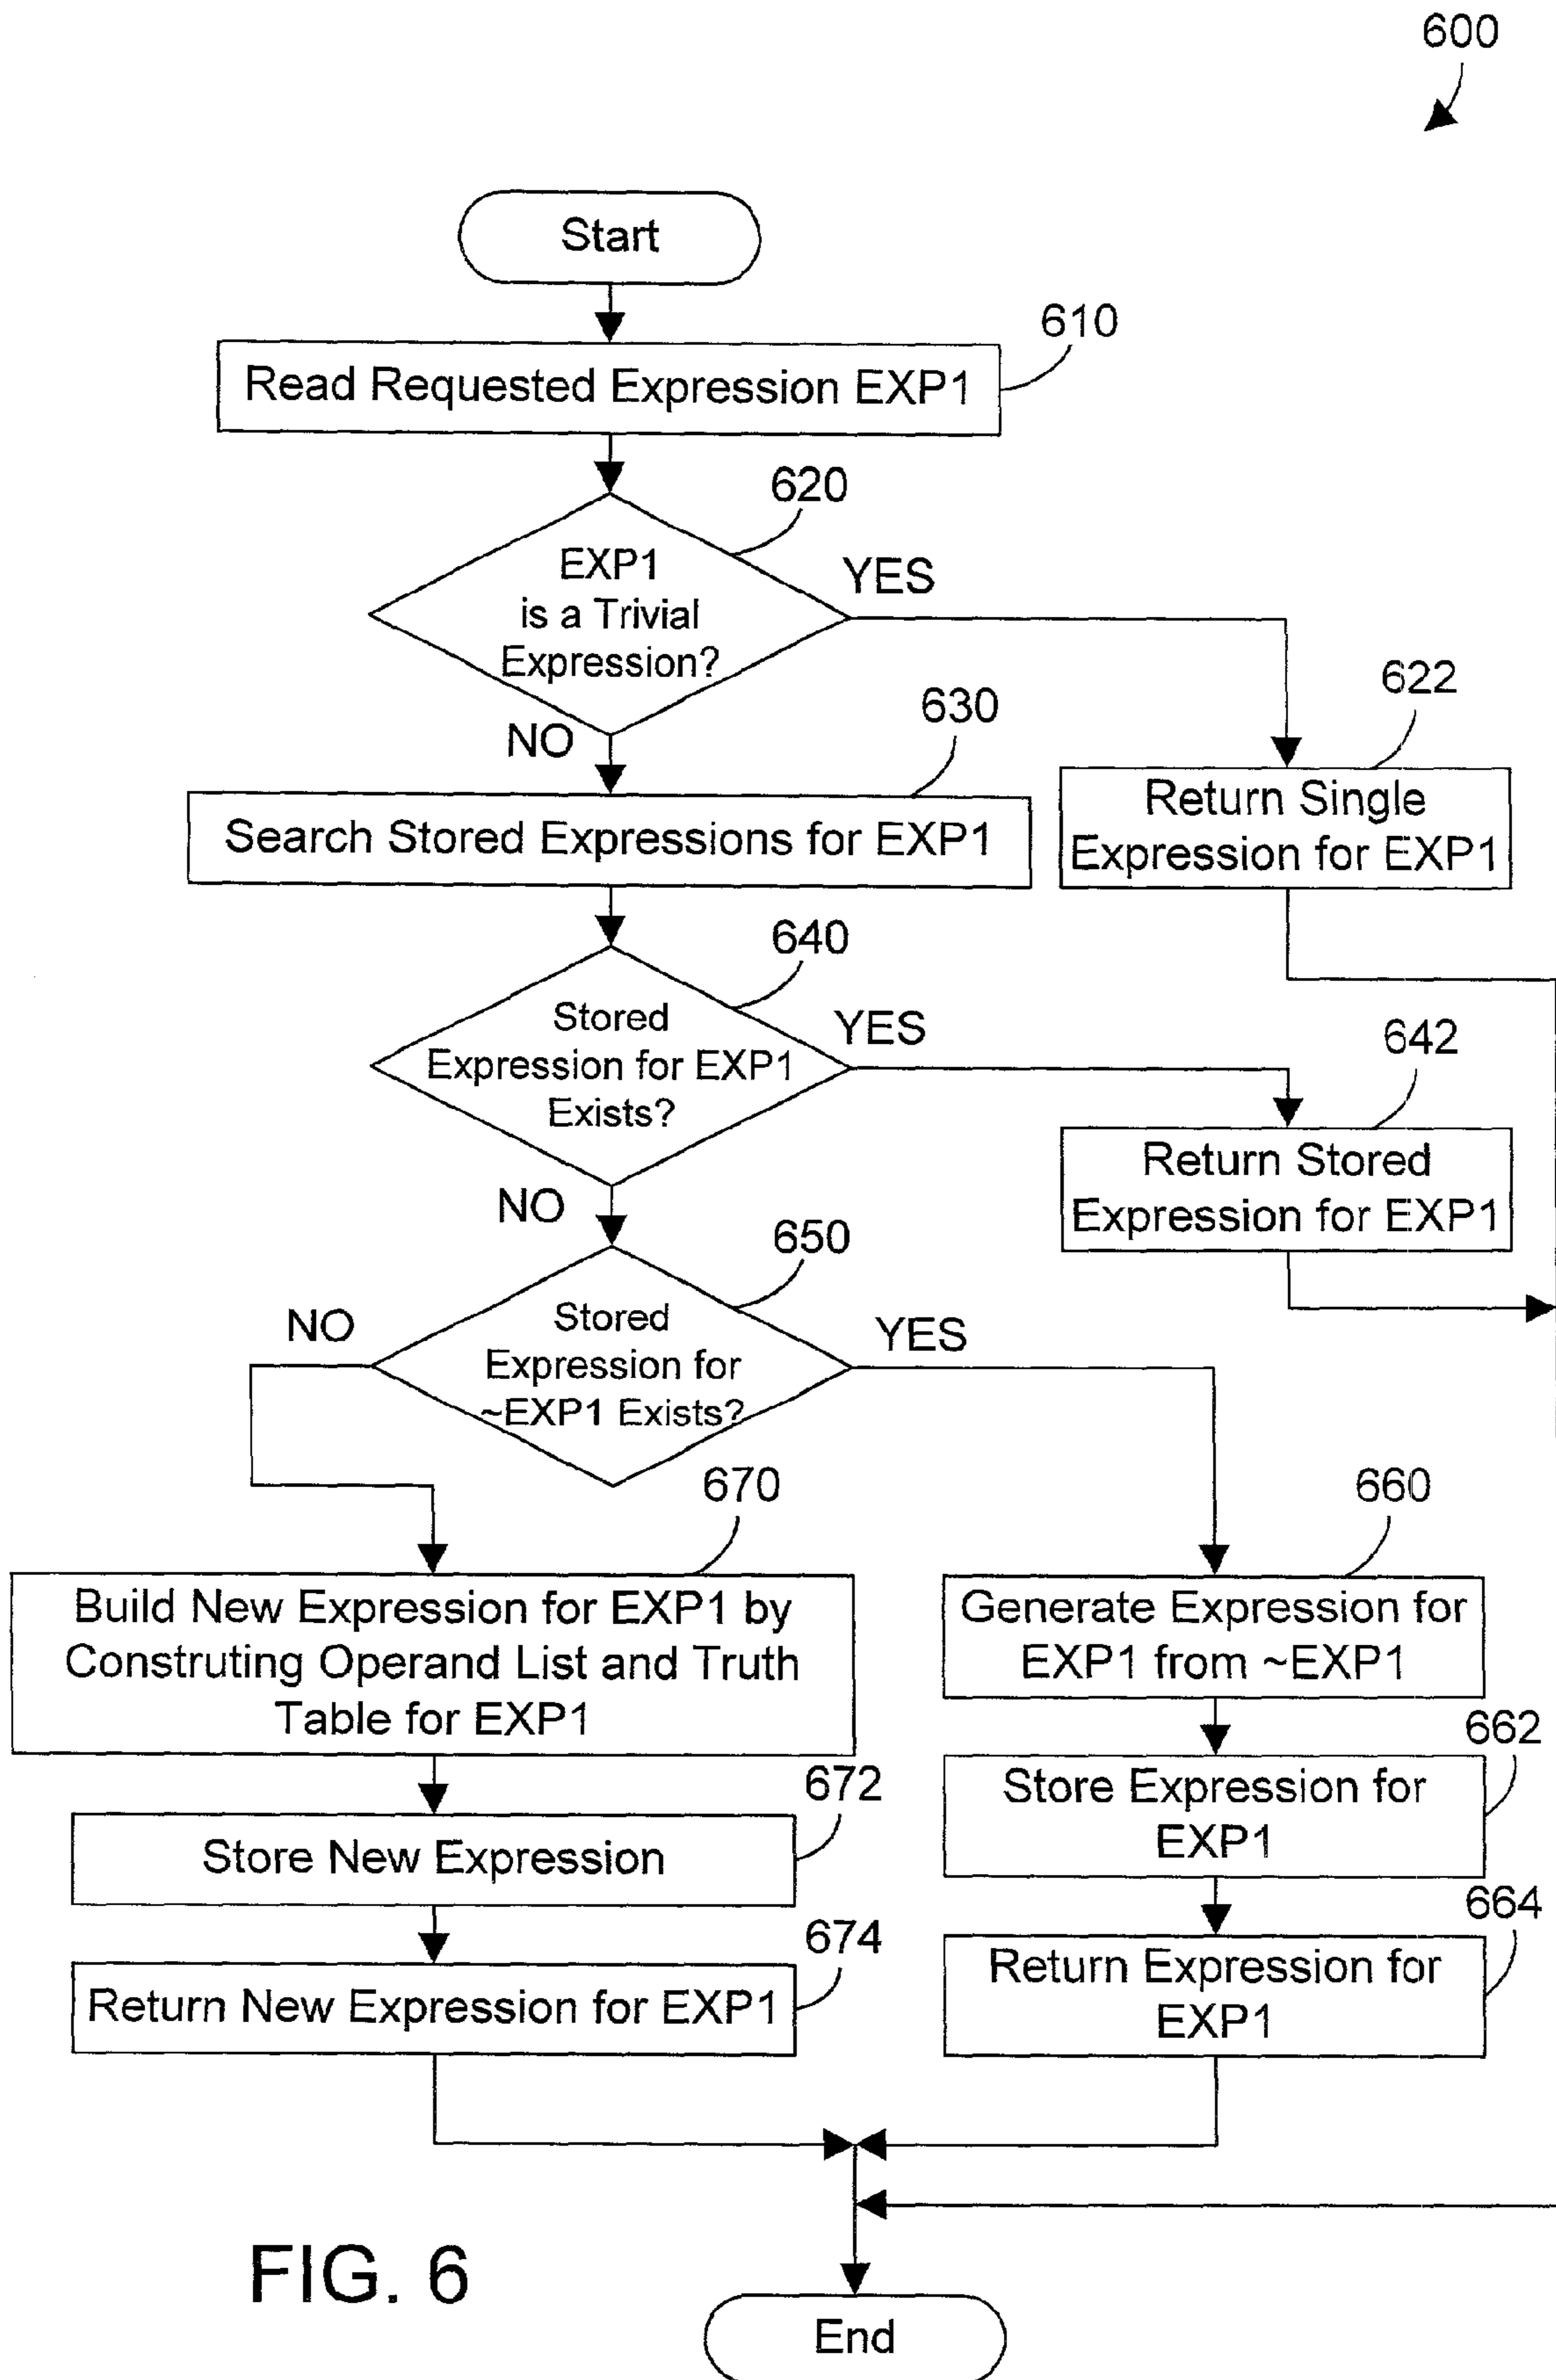 600
Start
610
Read Requested Expression EXP1
620
EXP1
is a Trivial
Expression?
YES
NO
622
Return Single
Expression for EXP1
630
Search Stored Expressions for EXP1
640
Stored
Expression for EXP1
Exists?
YES
NO
642
Return Stored
Expression for EXP1
650
Stored
Expression for
~EXP1 Exists?
NO
YES
670
Build New Expression for EXP1 by
Construting Operand List and Truth
Table for EXP1
660
Generate Expression for
EXP1 from ~EXP1
672
Store New Expression
662
Store Expression for
EXP1
674
Return New Expression for EXP1
664
Return Expression for
EXP1
FIG. 6
End